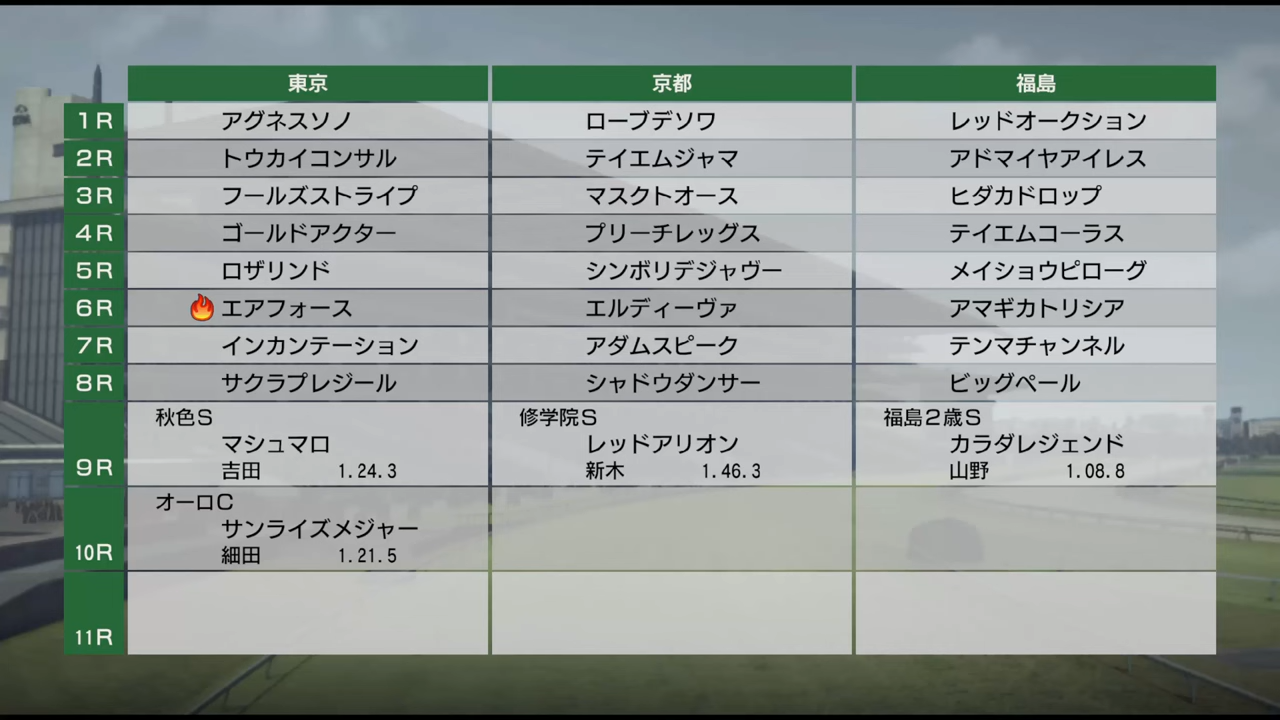 東京 京都 福島
1R アグネスソノ ローブデソワ レッドオークション
2R トウカイコンサル テイエムジャマ アドマイヤアイレス
3R フールズストライプ マスクトオース ヒダカドロップ
4R ゴールドアクター プリーチレッグス テイエムコーラス
5R ロザリンド シンボリデジャヴー メイショウピローグ
6R エアフォース エルディーヴァ アマギカトリシア
7R インカンテーション アダムスピーク テンマチャンネル
8R サクラプレジール シャドウダンサー ビッグペール
秋色S 修学院S 福島2歳S
マシュマロ レッドアリオン カラダレジェンド
9R 吉田 1.24.3 新木 1.46.3 山野 1.08.8
オーロC
サンライズメジャー
10R 細田 1.21.5
11R